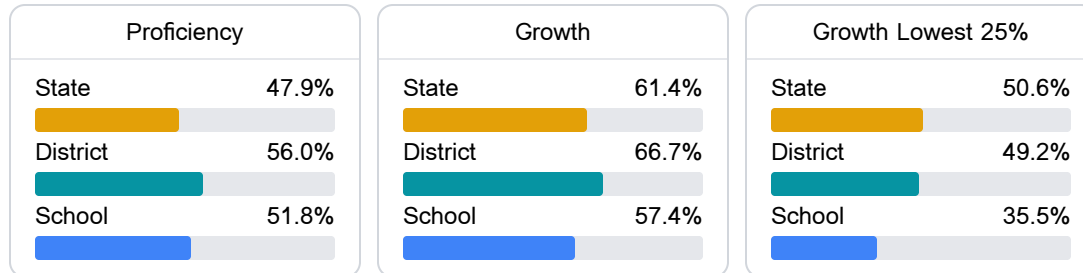 Proficiency
State 47.9%
District 56.0%
School 51.8%
Growth
State 61.4%
District 66.7%
School 57.4%
Growth Lowest 25%
State 50.6%
District 49.2%
School 35.5%